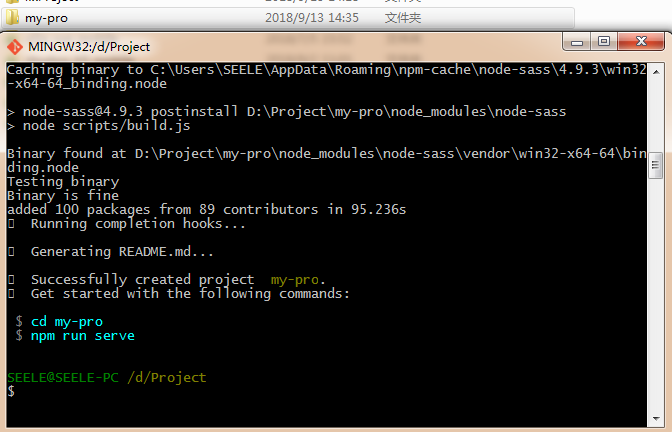 my-pro 2018/9/13 14:35 文件夹
MINGW32:/d/Project
Caching binary to C:\Users\SEELE\AppData\Roaming\npm-cache\node-sass\4.9.3\win32
-x64-64_binding.node
> node-sass@4.9.3 postinstall D:\Project\my-pro\node_modules\node-sass
> node scripts/build.js
Binary found at D:\Project\my-pro\node_modules\node-sass\vendor\win32-x64-64\bin
ding.node
Testing binary
Binary is fine
added 100 packages from 89 contributors in 95.236s
Running completion hooks...
Generating README.md...
Successfully created project my-pro.
Get started with the following commands:
$ cd my-pro
$ npm run serve
SEELE@SEELE-PC /d/Project
$